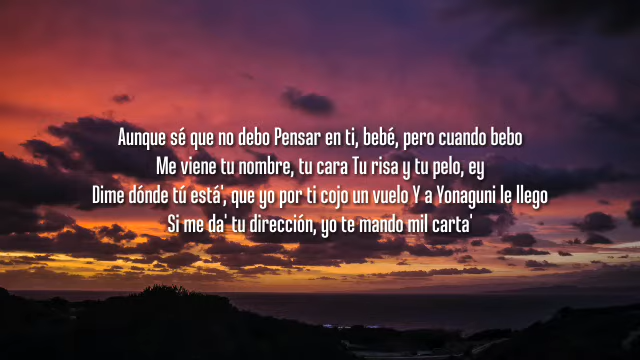 Aunque sé que no debo Pensar en ti, bebé, pero cuando bebo
Me viene tu nombre, tu cara Tu risa y tu pelo, ey
Dime dónde tú está', que yo por ti cojo un vuelo Y a Yonaguni le llego
Si me da' tu dirección, yo te mando mil carta'